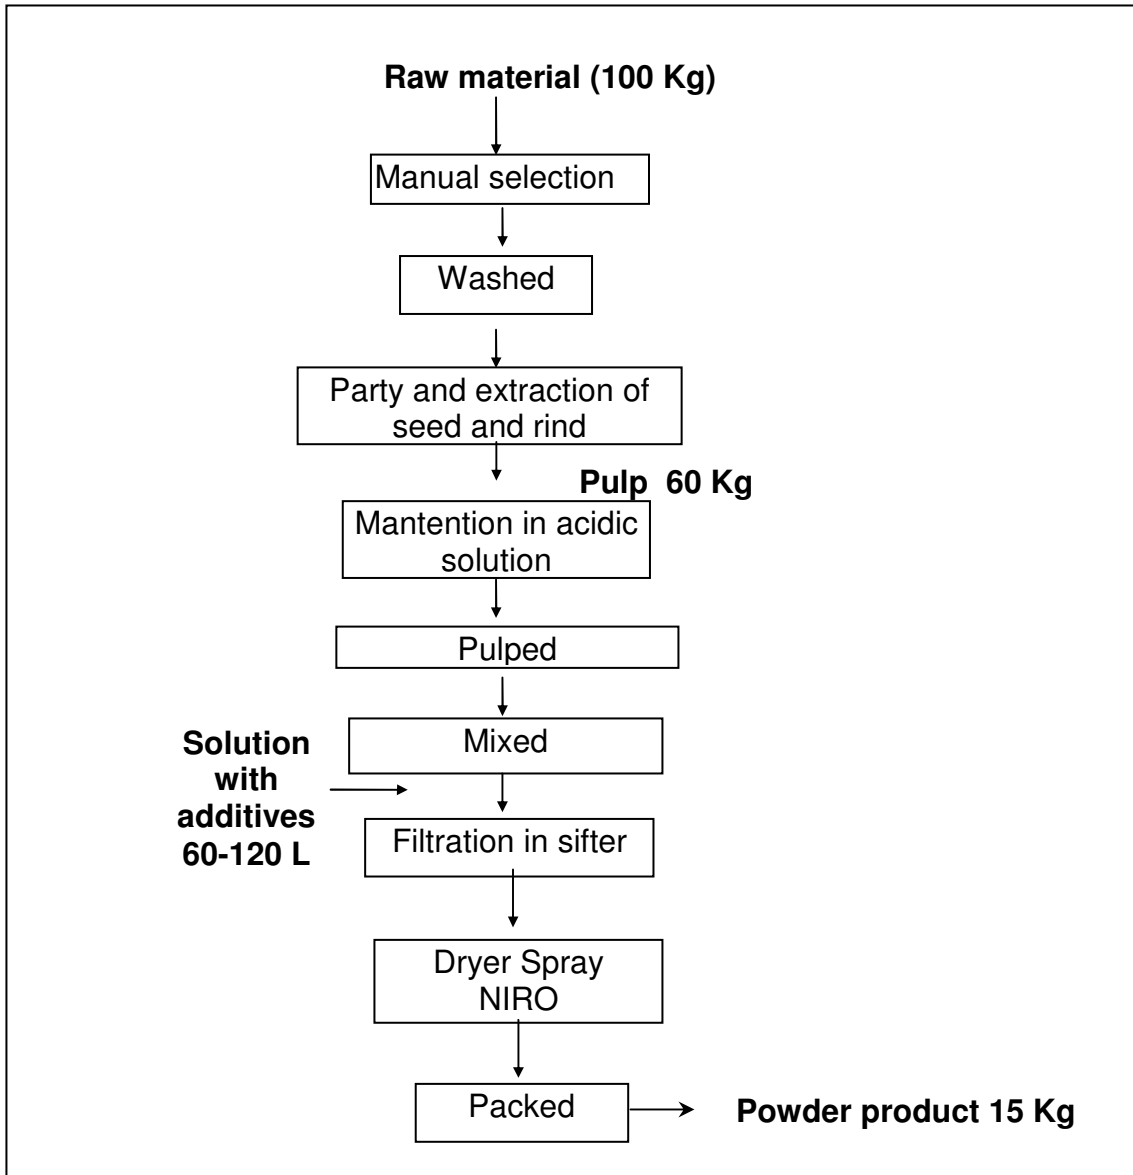 Raw material (100 Kg)
Manual selection
Washed
Party and extraction of
seed and rind
Pulp 60 Kg
Mantention in acidic
solution
Pulped
Mixed
Solution
with
additives
60-120 L
Filtration in sifter
Dryer Spray
NIRO
Packed
Powder product 15 Kg